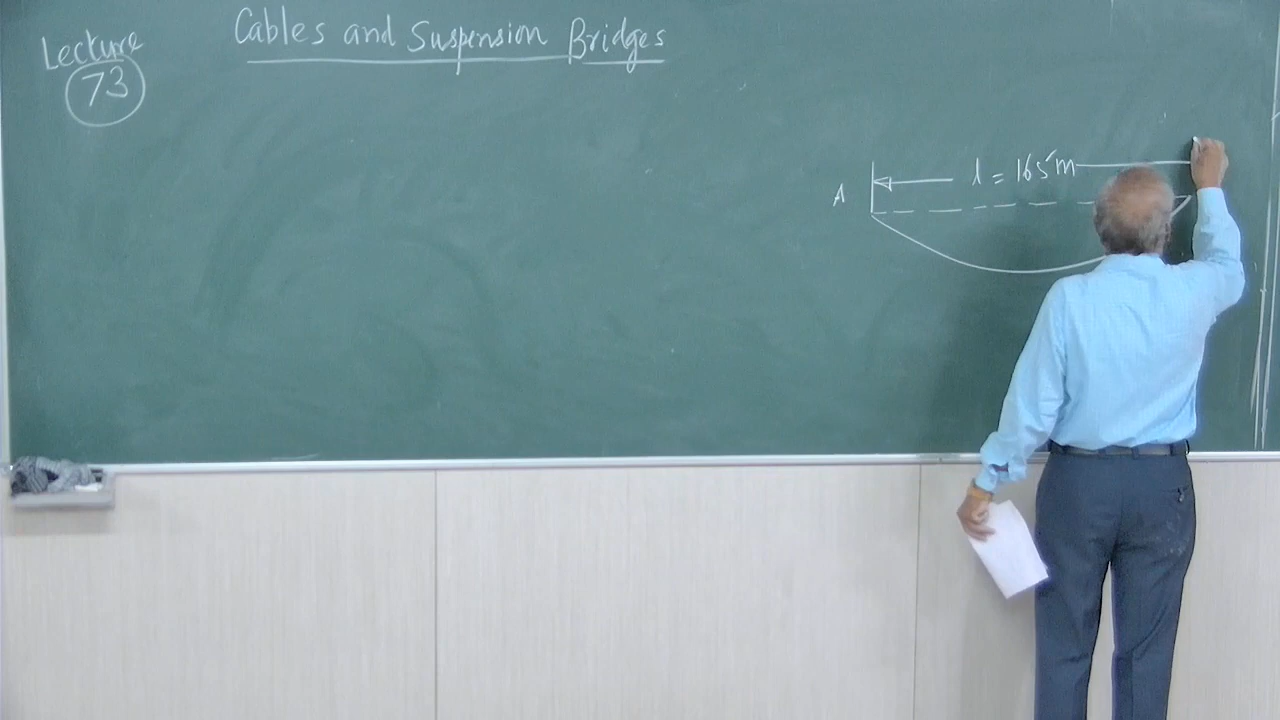 Lecture
73
Cables and Suspension Bridges
l = 165 m
A